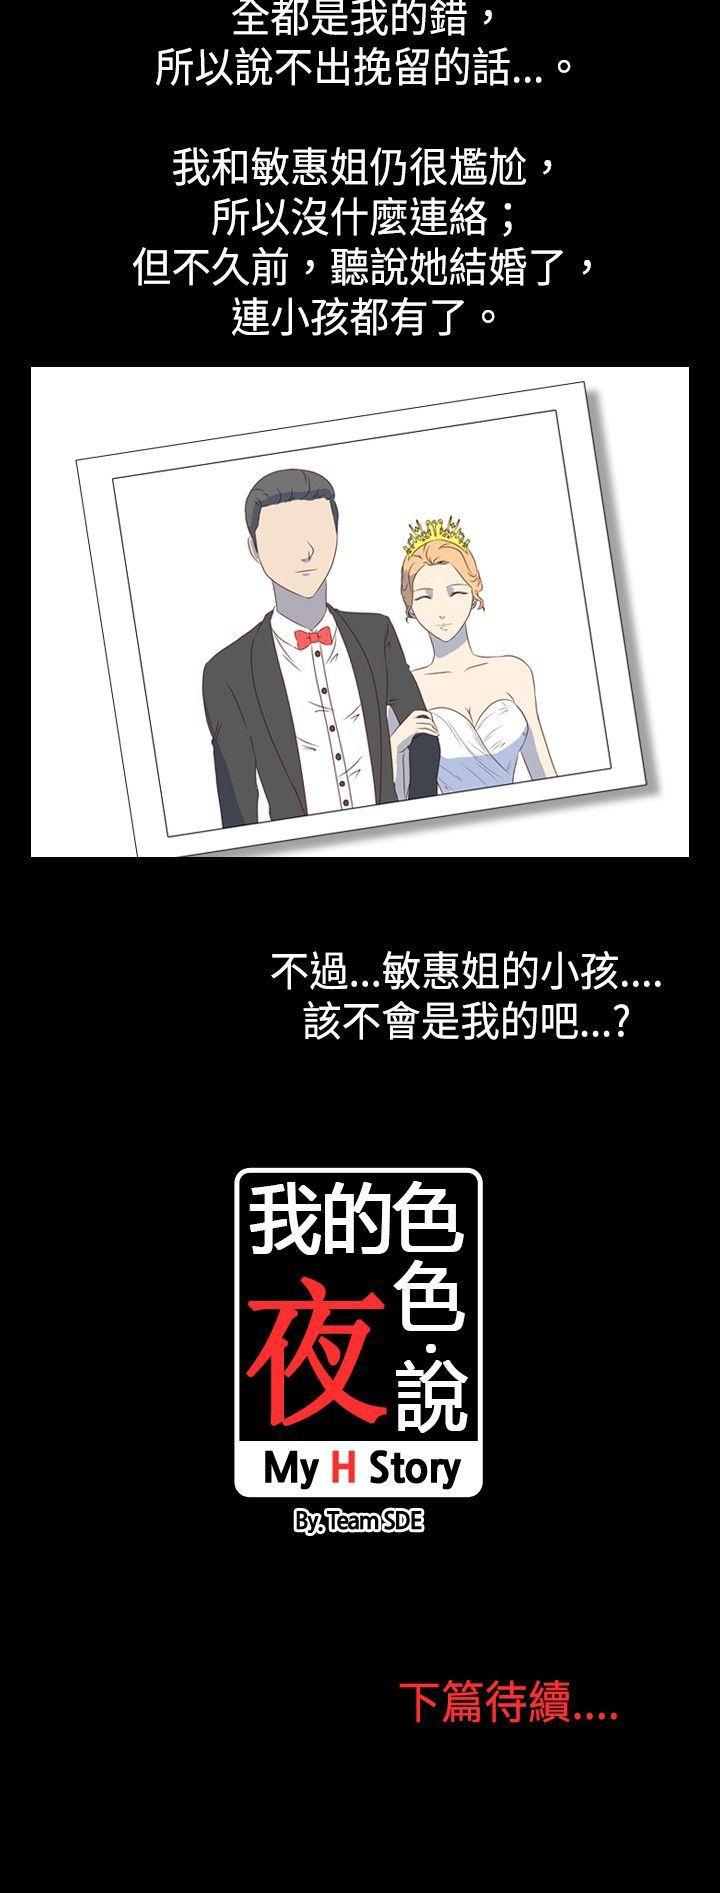 全都是我的錯，
所以說不出挽留的話...。
我和敏惠姐仍很尷尬，
所以沒什麼連絡；
但不久前，聽說她結婚了，
連小孩都有了。
不過...敏惠姐的小孩....
該不會是我的吧...?
我的色
夜色·說
My H Story
By. Team SDE
下篇待續....